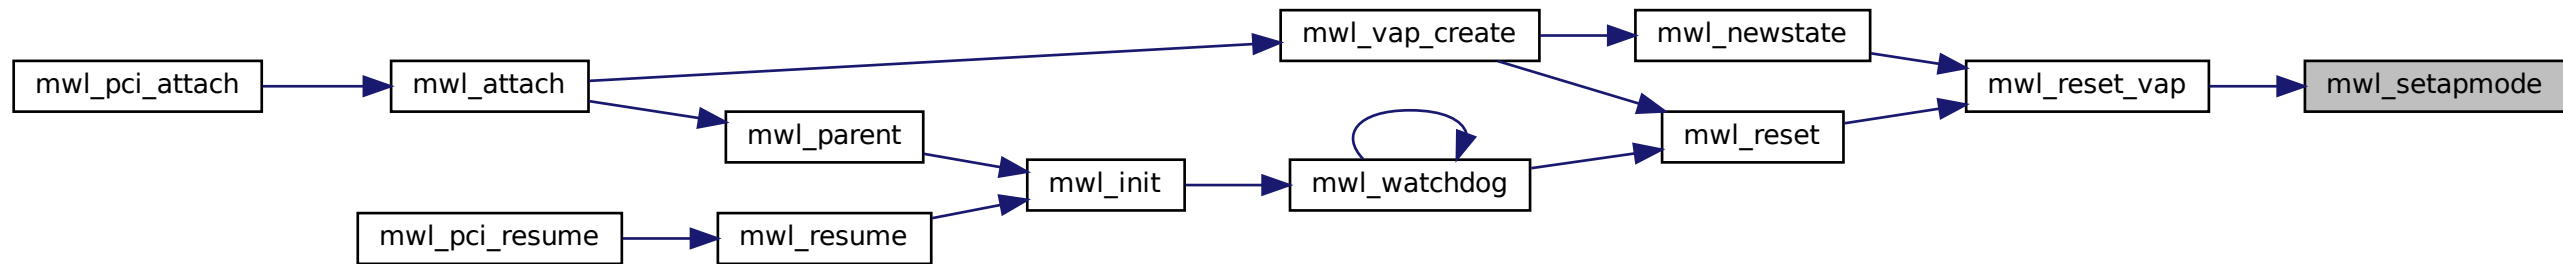 mwl_vap_create
mwl_newstate
mwl_pci_attach
mwl_attach
mwl_reset_vap
mwl_setapmode
mwl_parent
mwl_reset
mwl_init
mwl_watchdog
mwl_pci_resume
mwl_resume